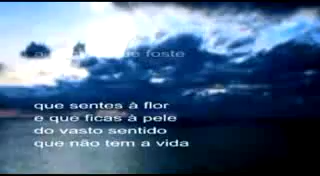 foste
que sentes à flor
e que ficas à pele
do vasto sentido
que não tem a vida